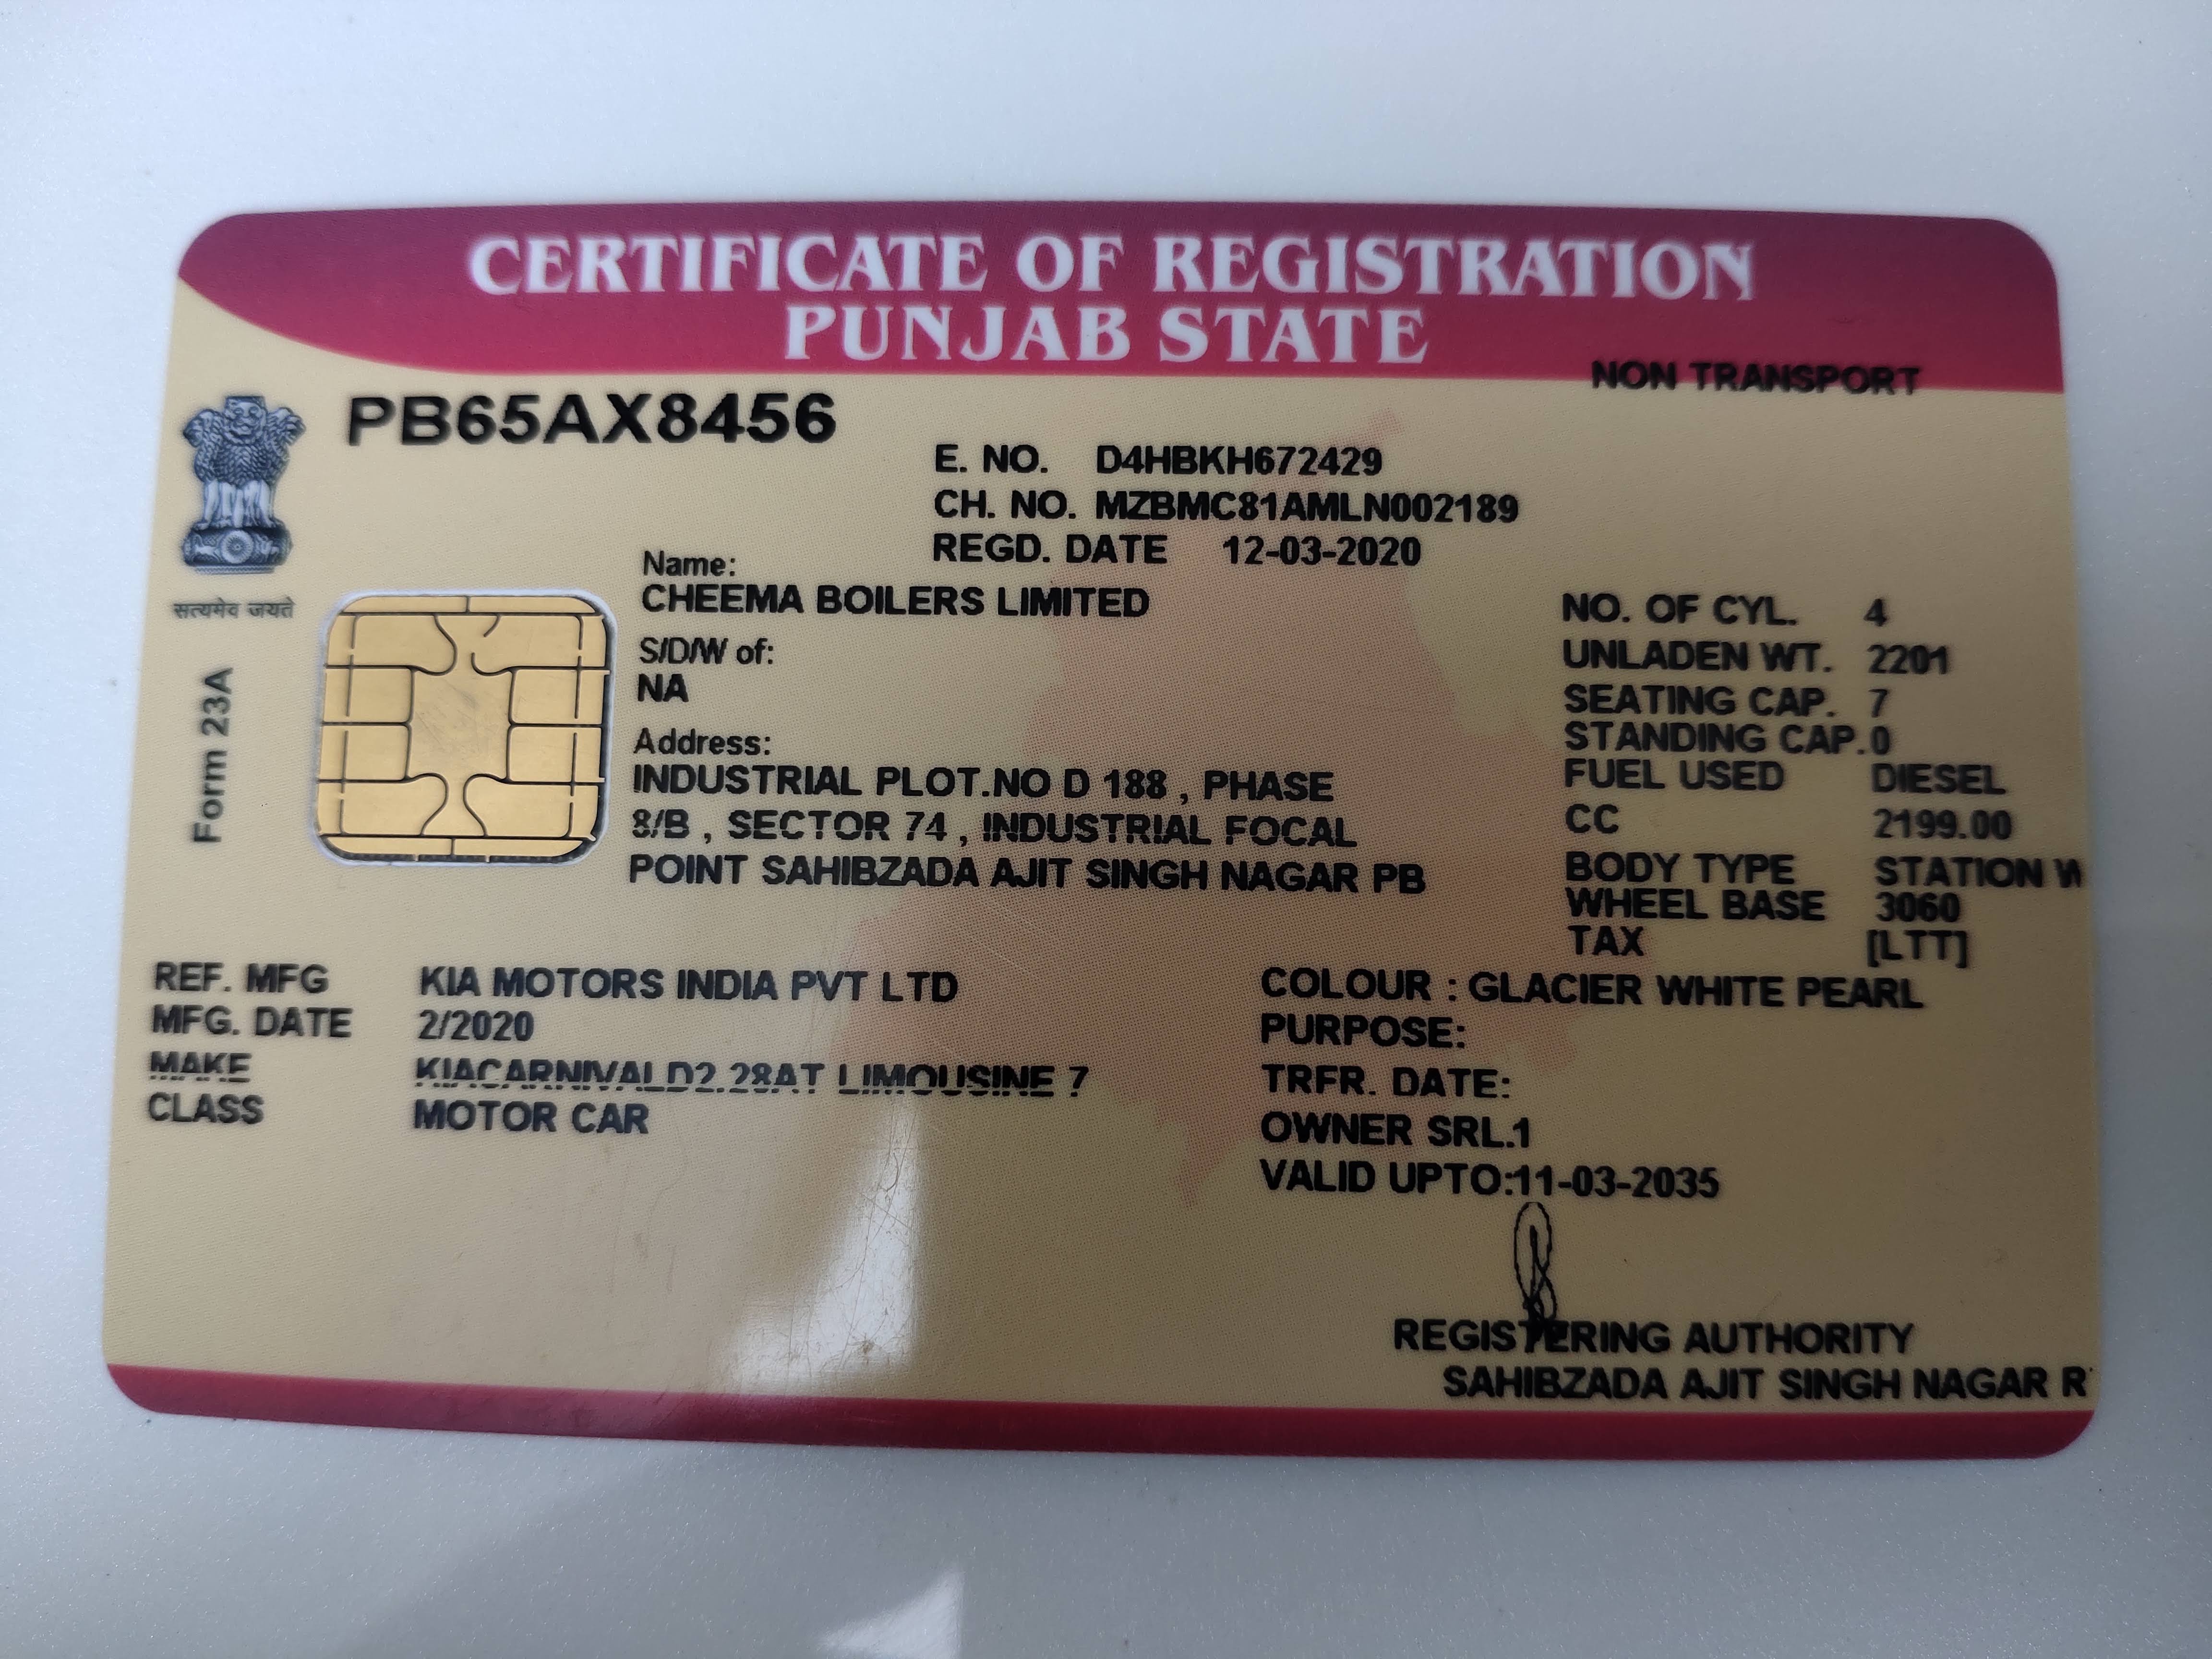 CERTIFICATE OF REGISTRATION
PUNJAB STATE
NON TRANSPORT
PB65AX8456
E. NO. D4HBKH672429
CH. NO. MZBMC81AMLN002189
REGD. DATE 12-03-2020
सत्यमेव जयते
Form 23A
Name:
CHEEMA BOILERS LIMITED
S/D/W of:
NA
Address:
INDUSTRIAL PLOT.NO D 188 , PHASE
8/B , SECTOR 74 , INDUSTRIAL FOCAL
POINT SAHIBZADA AJIT SINGH NAGAR PB
NO. OF CYL. 4
UNLADEN WT. 2201
SEATING CAP. 7
STANDING CAP.0
FUEL USED DIESEL
CC 2199.00
BODY TYPE STATION W
WHEEL BASE 3060
TAX [LTT]
REF. MFG KIA MOTORS INDIA PVT LTD
MFG. DATE 2/2020
MAKE KIACARNIVALD2.28AT LIMOUSINE 7
CLASS MOTOR CAR
COLOUR : GLACIER WHITE PEARL
PURPOSE:
TRFR. DATE:
OWNER SRL.1
VALID UPTO:11-03-2035
REGISTERING AUTHORITY
SAHIBZADA AJIT SINGH NAGAR R